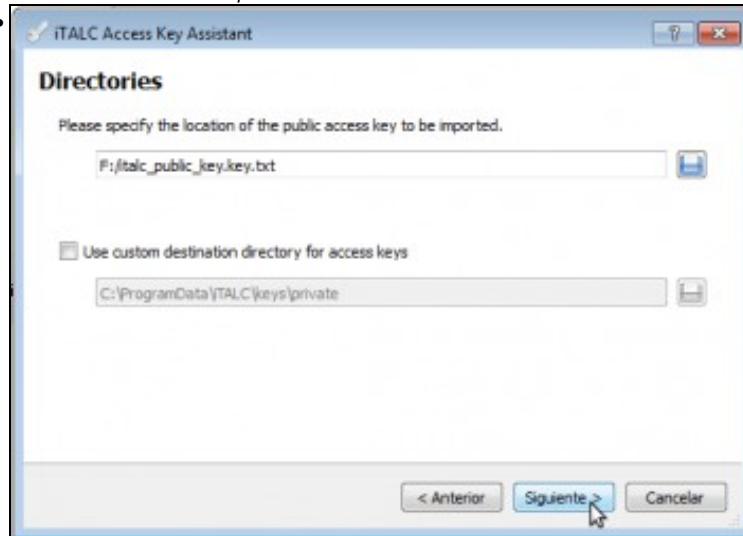 iTALC Access Key Assistant
Directories
Please specify the location of the public access key to be imported.
F:/italc_public_key.key.txt
Use custom destination directory for access keys
C:\ProgramData\iTALC\keys\private
< Anterior
Siguiente >
Cancelar